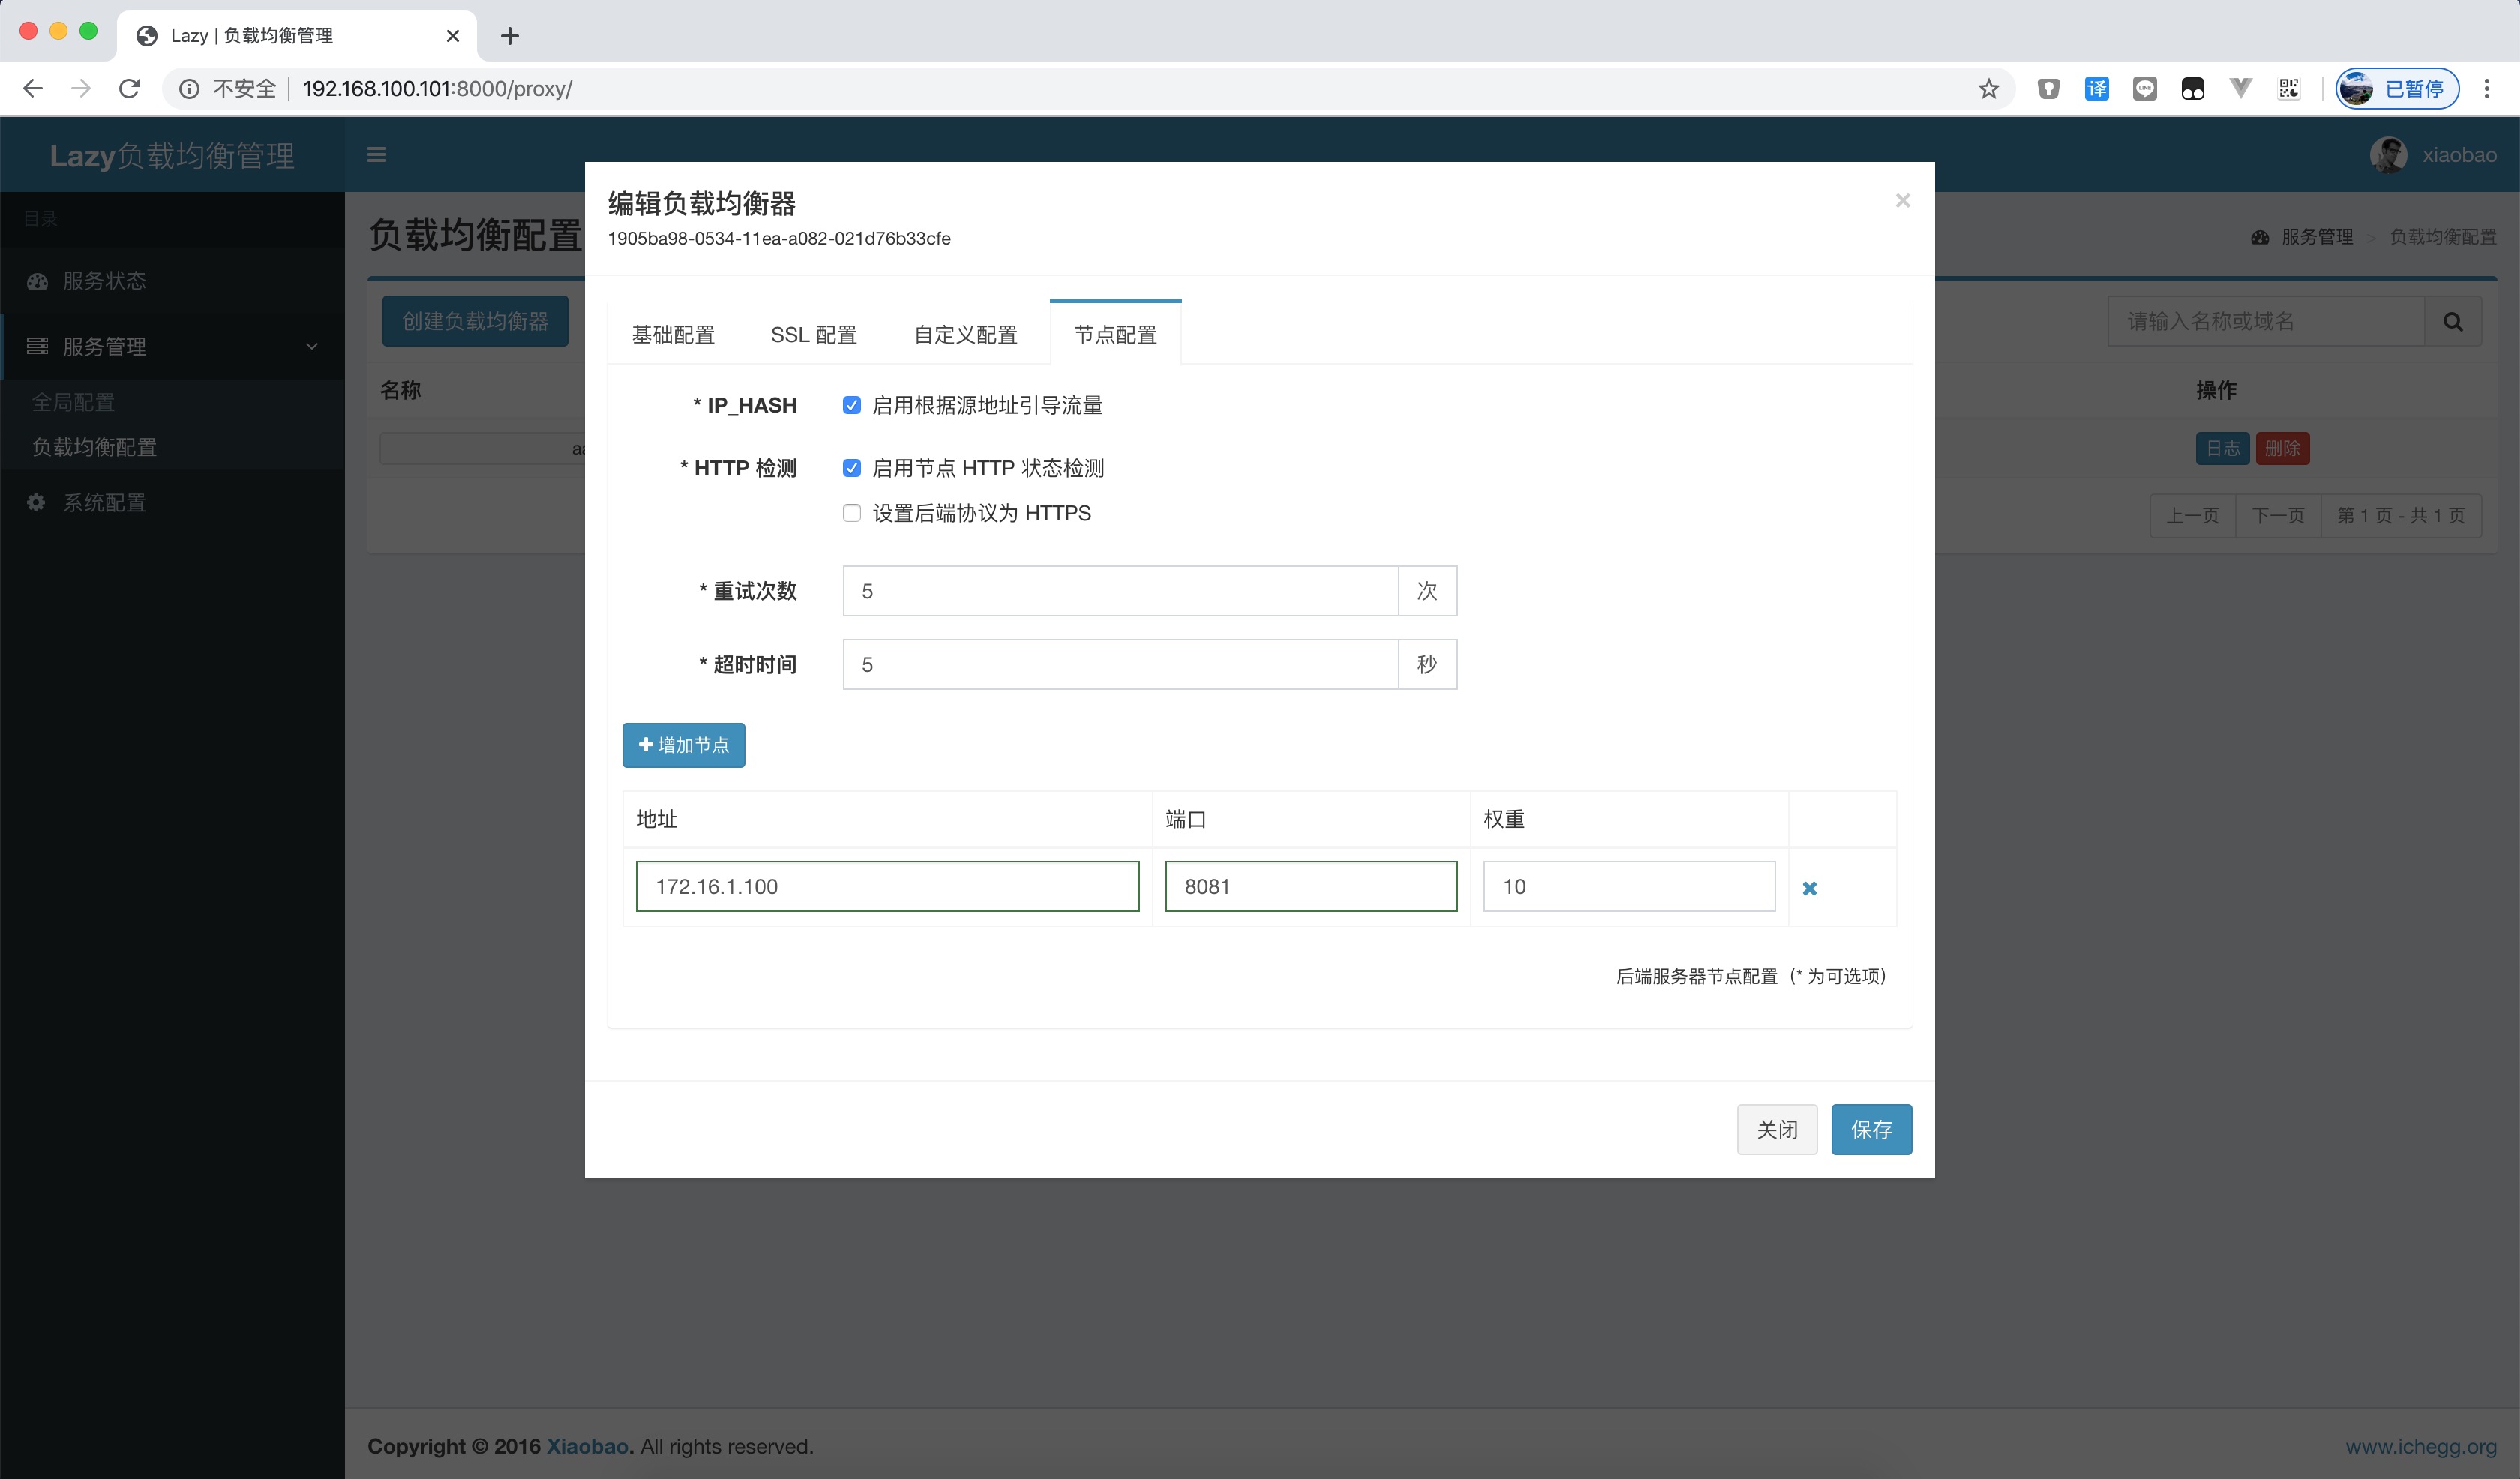 Lazy | 负载均衡管理
不安全
192.168.100.101:8000/proxy/
译
LINE
已暂停
Lazy负载均衡管理
xiaobao
目录
服务状态
服务管理
全局配置
负载均衡配置
系统配置
负载均衡配置
服务管理 > 负载均衡配置
创建负载均衡器
请输入名称或域名
名称
操作
日志
删除
上一页
下一页
第 1 页 - 共 1 页
编辑负载均衡器
1905ba98-0534-11ea-a082-021d76b33cfe
基础配置
SSL 配置
自定义配置
节点配置
* IP_HASH
启用根据源地址引导流量
* HTTP 检测
启用节点 HTTP 状态检测
设置后端协议为 HTTPS
* 重试次数
5
次
* 超时时间
5
秒
增加节点
地址
端口
权重
172.16.1.100
8081
10
后端服务器节点配置（* 为可选项）
关闭
保存
Copyright © 2016 Xiaobao. All rights reserved.
www.ichegg.org